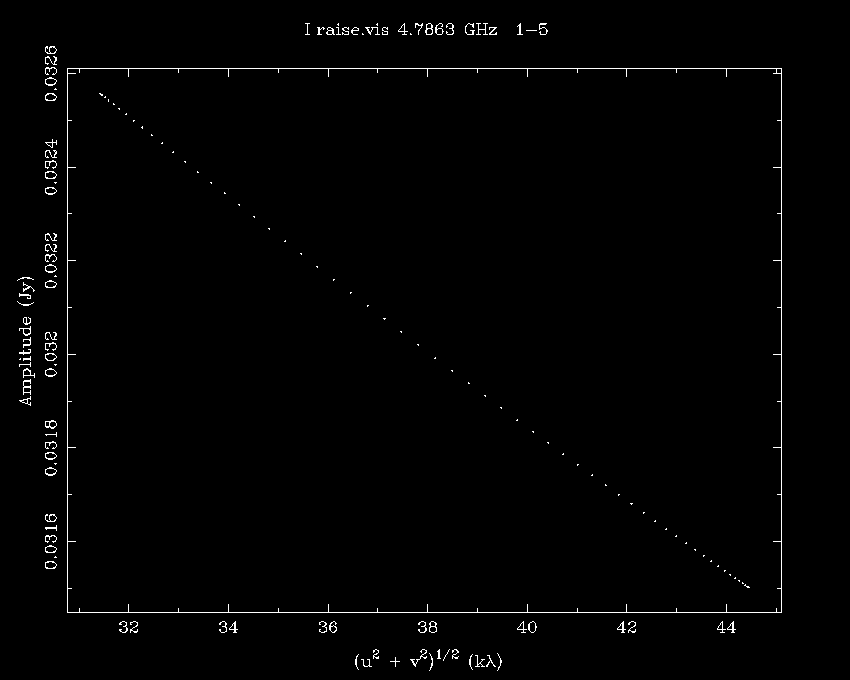 I raise.vis 4.7863 GHz 1-5
0.0326
0.0324
0.0322
0.032
0.0318
0.0316
Amplitude (Jy)
32 34 36 38 40 42 44
(u² + v²)^1/2 (kλ)